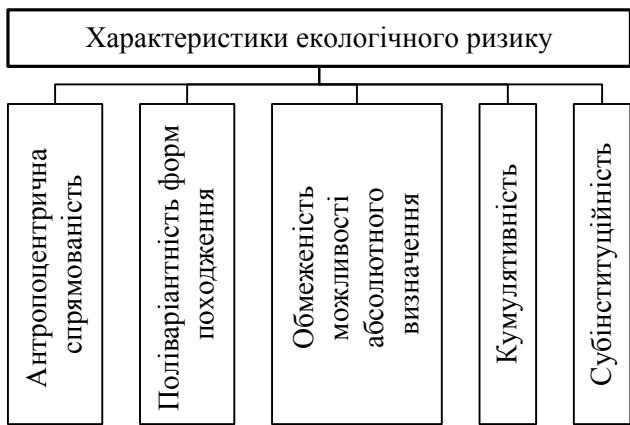 Характеристики екологічного ризику
Антропоцентрична
спрямованість
Поліваріантність форм
походження
Обмеженість
можливості
абсолютного
визначення
Кумулятивність
Субінституційність